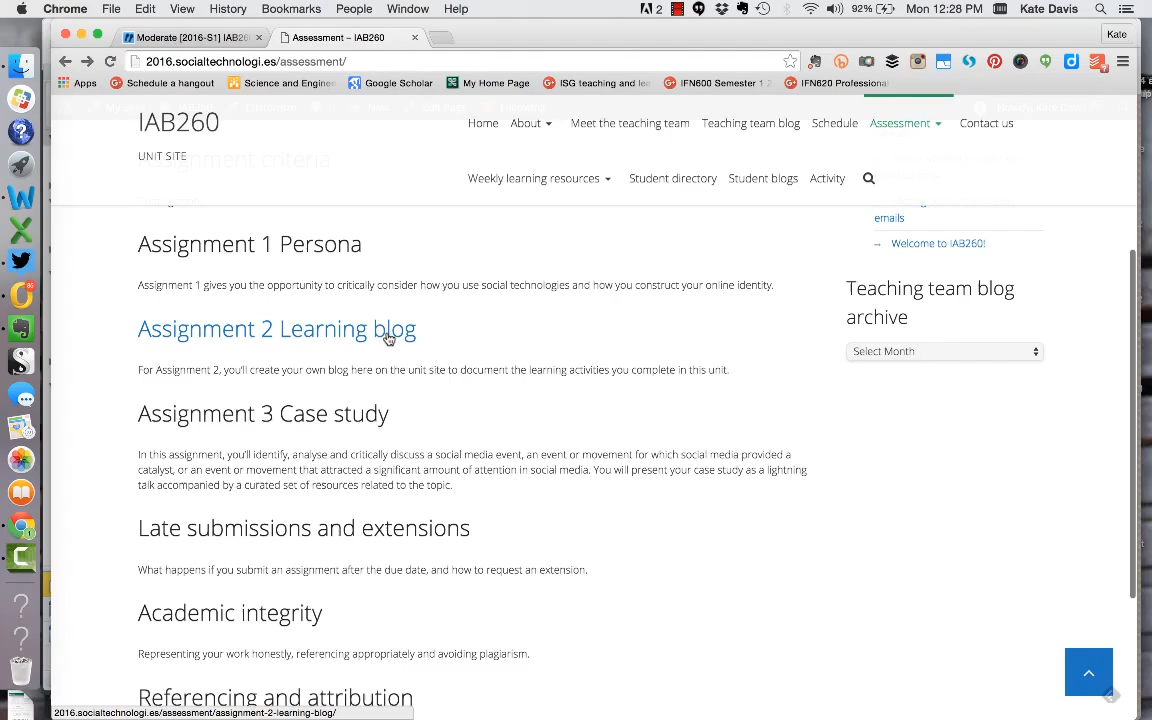 Chrome File Edit View History Bookmarks People Window Help
2 92% Mon 12:28 PM Kate Davis
Moderate [2016-S1] IAB260 × Assessment – IAB260 × Kate
2016.socialtechnologi.es/assessment/
Apps Schedule a hangout Science and Engine Google Scholar My Home Page ISG teaching and le IFN600 Semester 1 2 IFN620 Professional
IAB260
UNIT SITE
Home About Meet the teaching team Teaching team blog Schedule Assessment Contact us
Weekly learning resources Student directory Student blogs Activity
Assignment criteria
emails
→ Welcome to IAB260!
Assignment 1 Persona
Assignment 1 gives you the opportunity to critically consider how you use social technologies and how you construct your online identity.
Teaching team blog
archive
Select Month
Assignment 2 Learning blog
For Assignment 2, you'll create your own blog here on the unit site to document the learning activities you complete in this unit.
Assignment 3 Case study
In this assignment, you'll identify, analyse and critically discuss a social media event, an event or movement for which social media provided a
catalyst, or an event or movement that attracted a significant amount of attention in social media. You will present your case study as a lightning
talk accompanied by a curated set of resources related to the topic.
Late submissions and extensions
What happens if you submit an assignment after the due date, and how to request an extension.
Academic integrity
Representing your work honestly, referencing appropriately and avoiding plagiarism.
Referencing and attribution
2016.socialtechnologi.es/assessment/assignment-2-learning-blog/